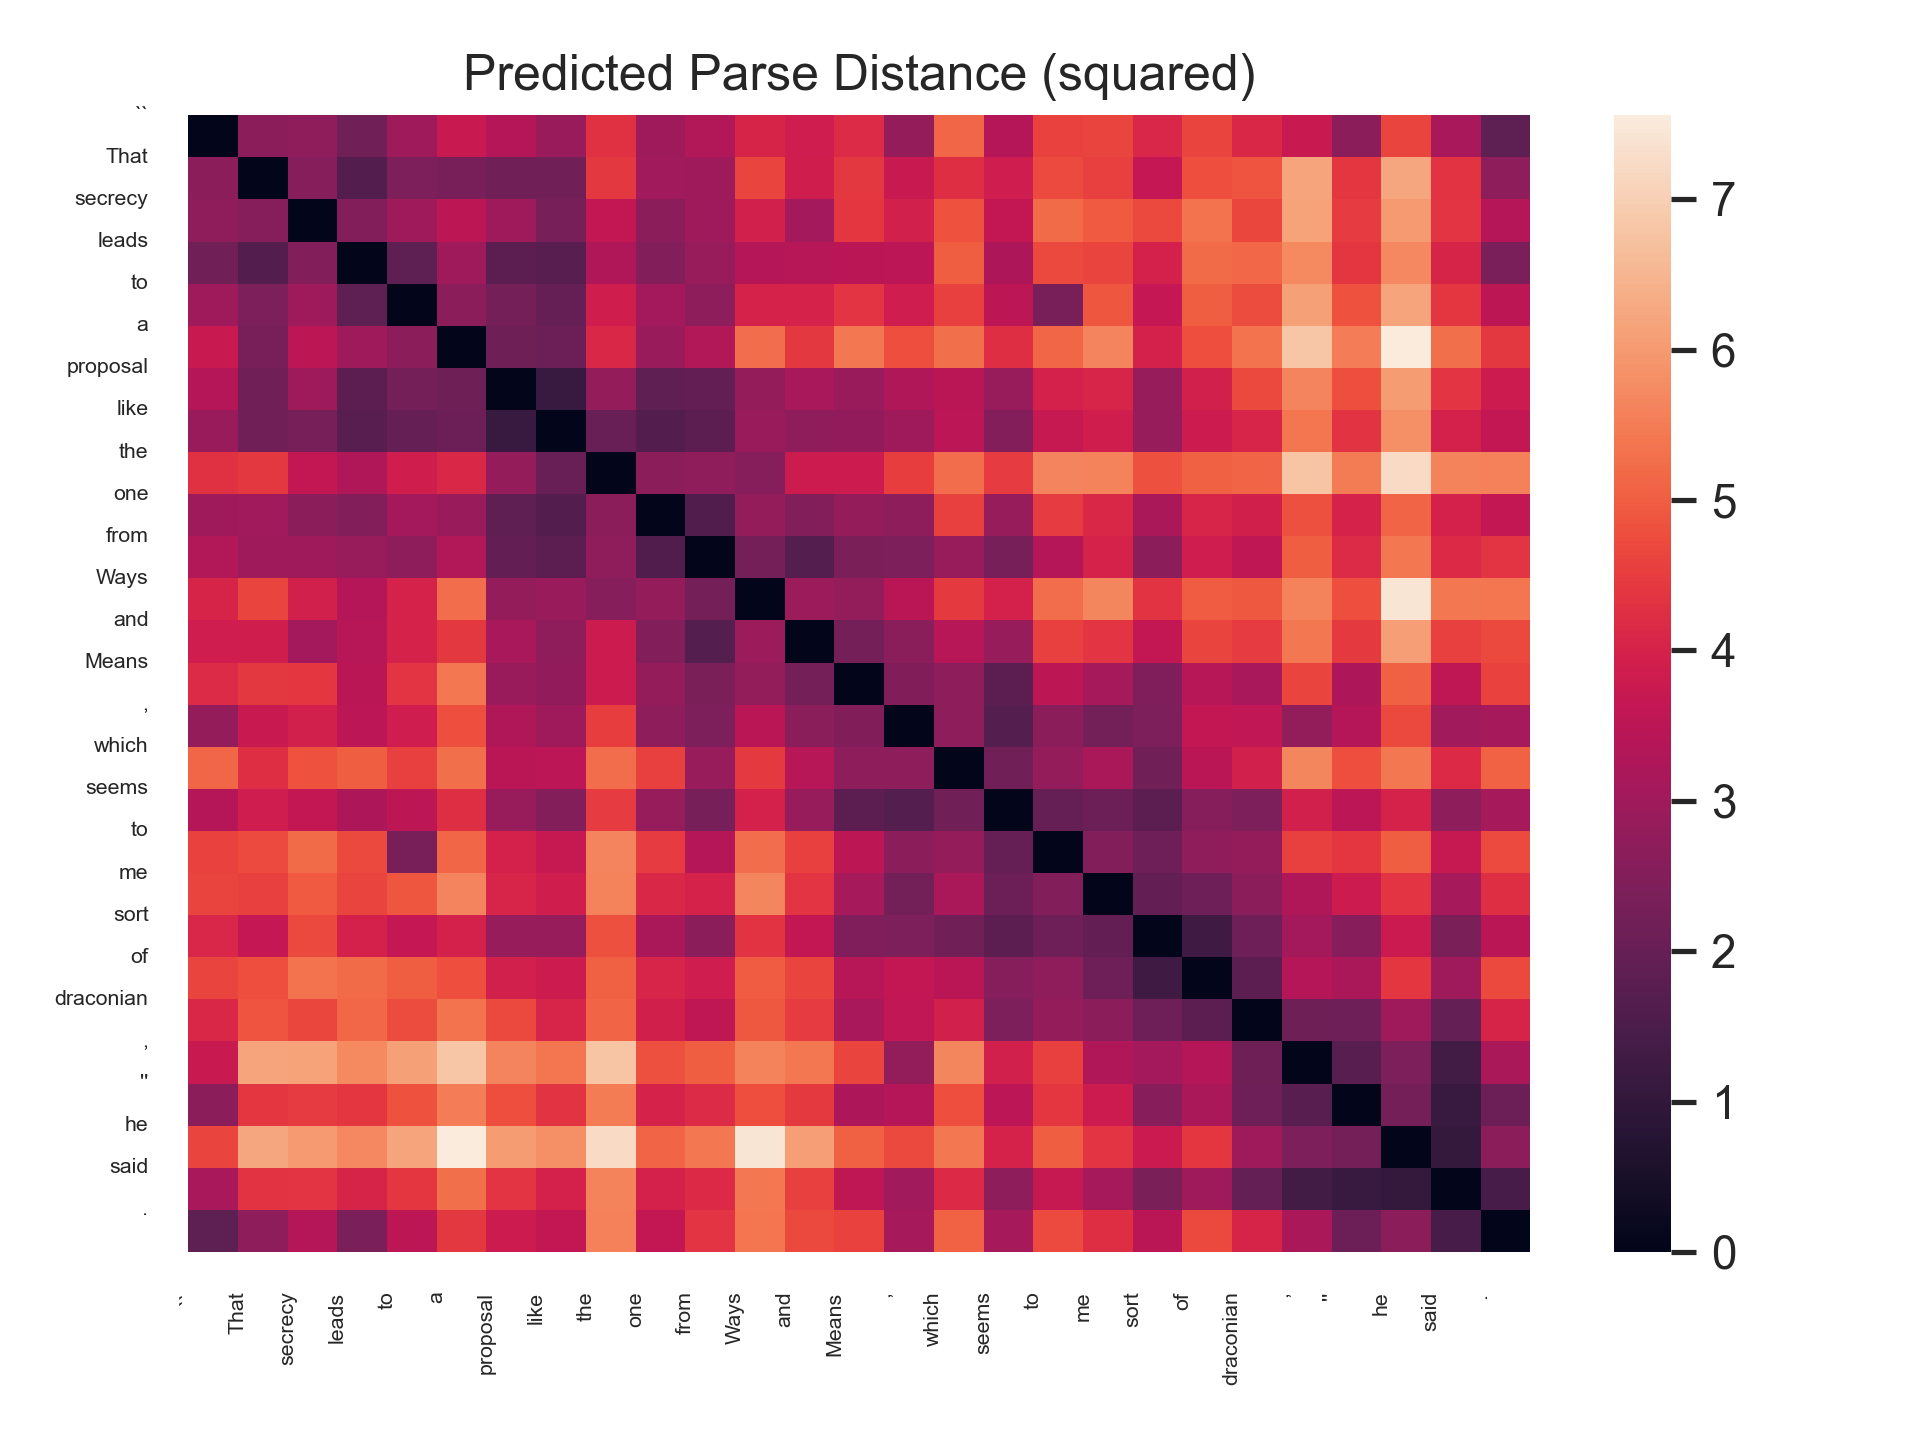 Predicted Parse Distance (squared)
``
That
secrecy
leads
to
a
proposal
like
the
one
from
Ways
and
Means
,
which
seems
to
me
sort
of
draconian
,
''
he
said
.
7
6
5
4
3
2
1
0
``
That
secrecy
leads
to
a
proposal
like
the
one
from
Ways
and
Means
,
which
seems
to
me
sort
of
draconian
,
''
he
said
.